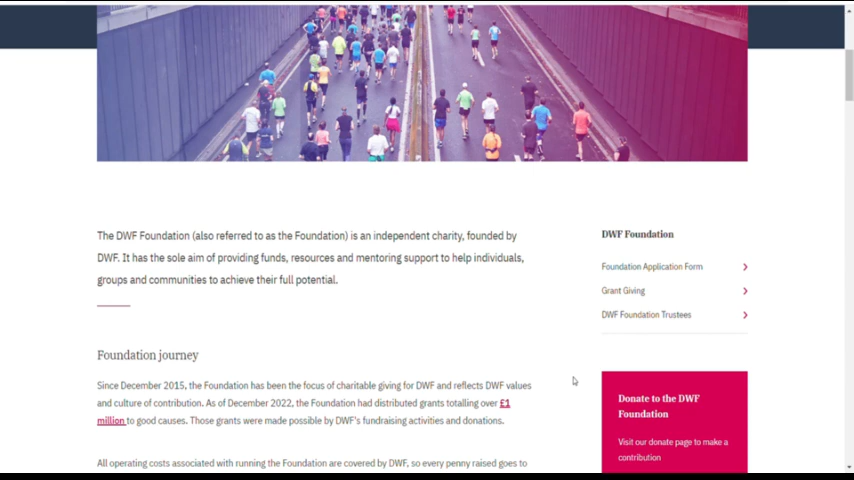 The DWF Foundation (also referred to as the Foundation) is an independent charity, founded by
DWF. It has the sole aim of providing funds, resources and mentoring support to help individuals,
groups and communities to achieve their full potential.
Foundation journey
Since December 2015, the Foundation has been the focus of charitable giving for DWF and reflects DWF values
and culture of contribution. As of December 2022, the Foundation had distributed grants totalling over £1
million to good causes. Those grants were made possible by DWF's fundraising activities and donations.
All operating costs associated with running the Foundation are covered by DWF, so every penny raised goes to
DWF Foundation
Foundation Application Form
Grant Giving
DWF Foundation Trustees
Donate to the DWF
Foundation
Visit our donate page to make a
contribution